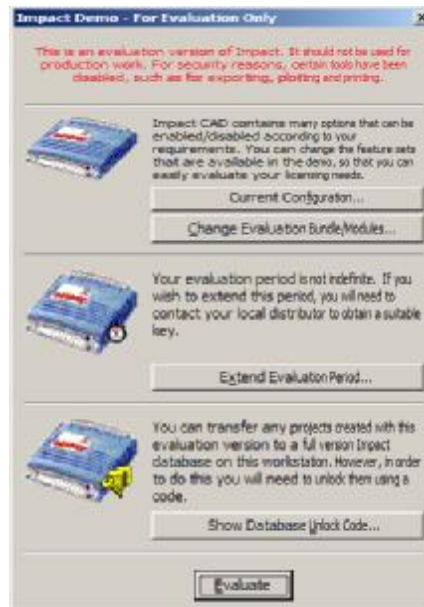 Impact Demo - For Evaluation Only
This is an evaluation version of Impact. It should not be used for
production work. For security reasons, certain tools have been
disabled, such as for exporting, plotting and printing.
Impact CAID contains many options that can be
enabled/disabled according to your
requirements. You can change the feature sets
that are available in the demo, so that you can
easily evaluate your licensing needs.
Current Configuration...
Change Evaluation Bundle/Modules...
Your evaluation period is not indefinite. If you
wish to extend this period, you will need to
contact your local distributor to obtain a suitable
key.
Extend Evaluation Period...
You can transfer any projects created with this
evaluation version to a full version Impact
database on this workstation. However, in order
to do this you will need to unlock them using a
code.
Show Database Unlock Code...
Evaluate